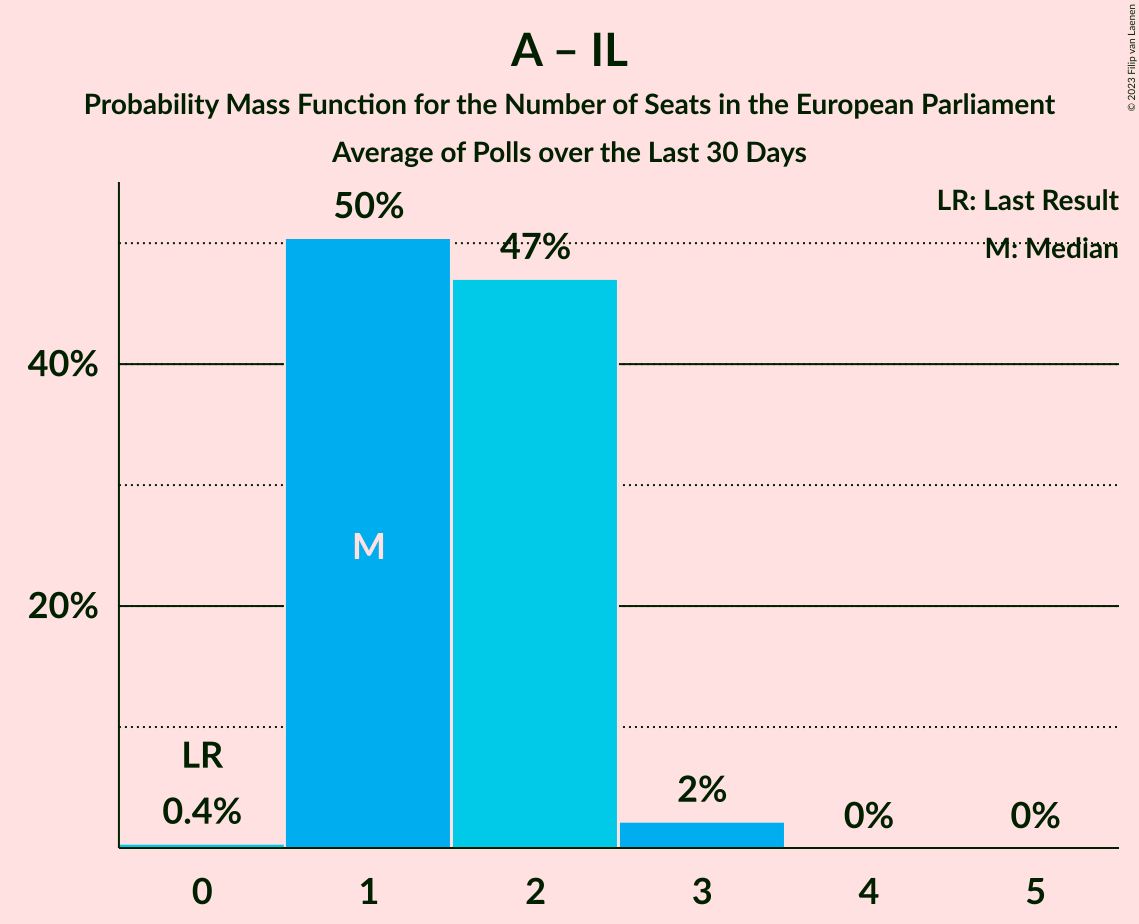 © 2023 Filip van Laenen
A – IL
Probability Mass Function for the Number of Seats in the European Parliament
Average of Polls over the Last 30 Days
LR: Last Result
M: Median
50%
47%
40%
M
20%
LR
0.4%
2%
0%
0%
0
1
2
3
4
5